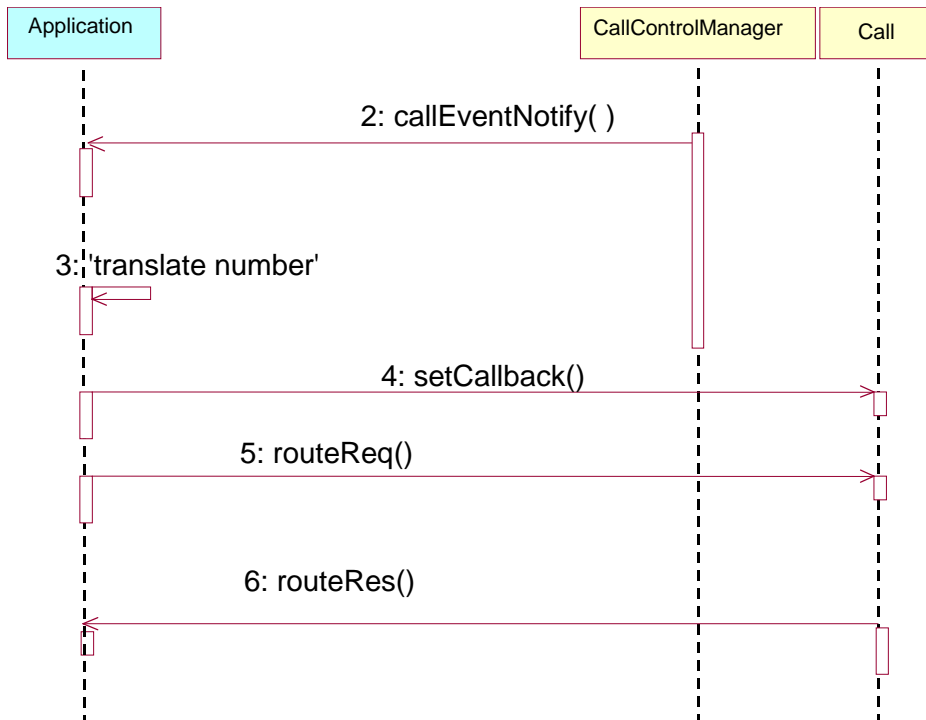 Application
CallControlManager
Call
2: callEventNotify( )
3: 'translate number'
4: setCallback()
5: routeReq()
6: routeRes()